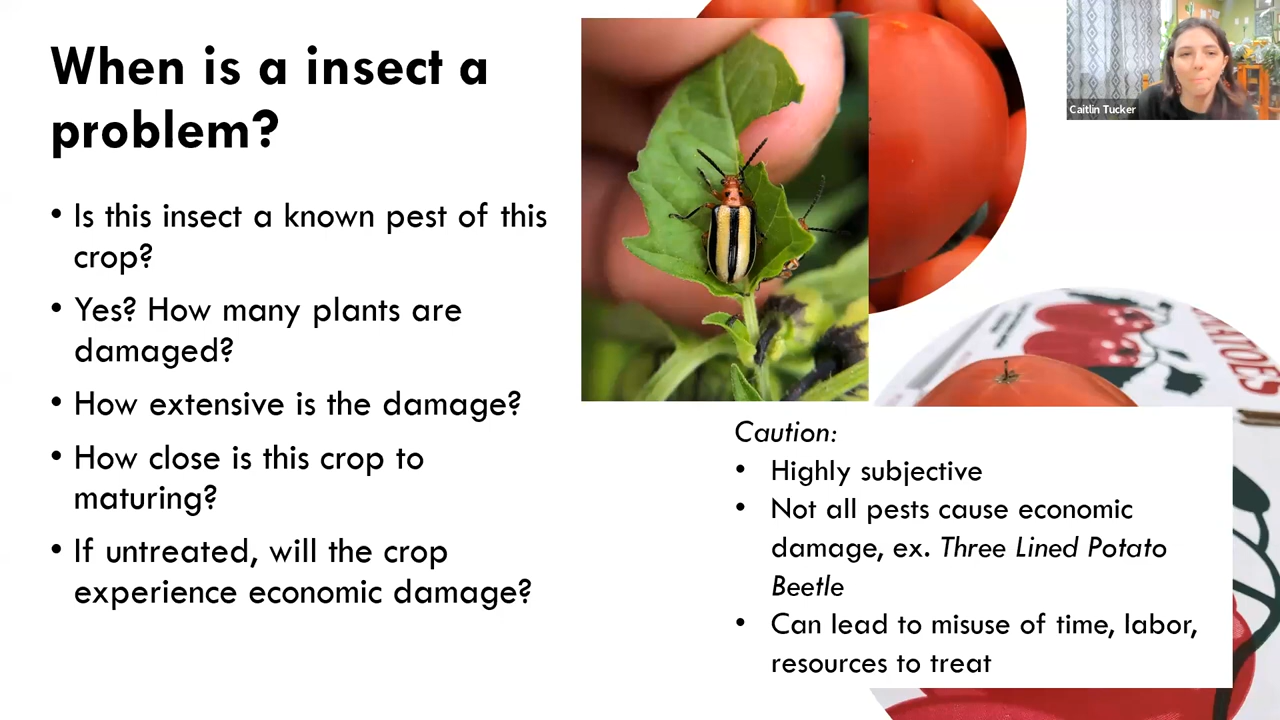 When is a insect a
problem?
• Is this insect a known pest of this
crop?
• Yes? How many plants are
damaged?
• How extensive is the damage?
• How close is this crop to
maturing?
• If untreated, will the crop
experience economic damage?
Caitlin Tucker
Caution:
• Highly subjective
• Not all pests cause economic
damage, ex. Three Lined Potato
Beetle
• Can lead to misuse of time, labor,
resources to treat